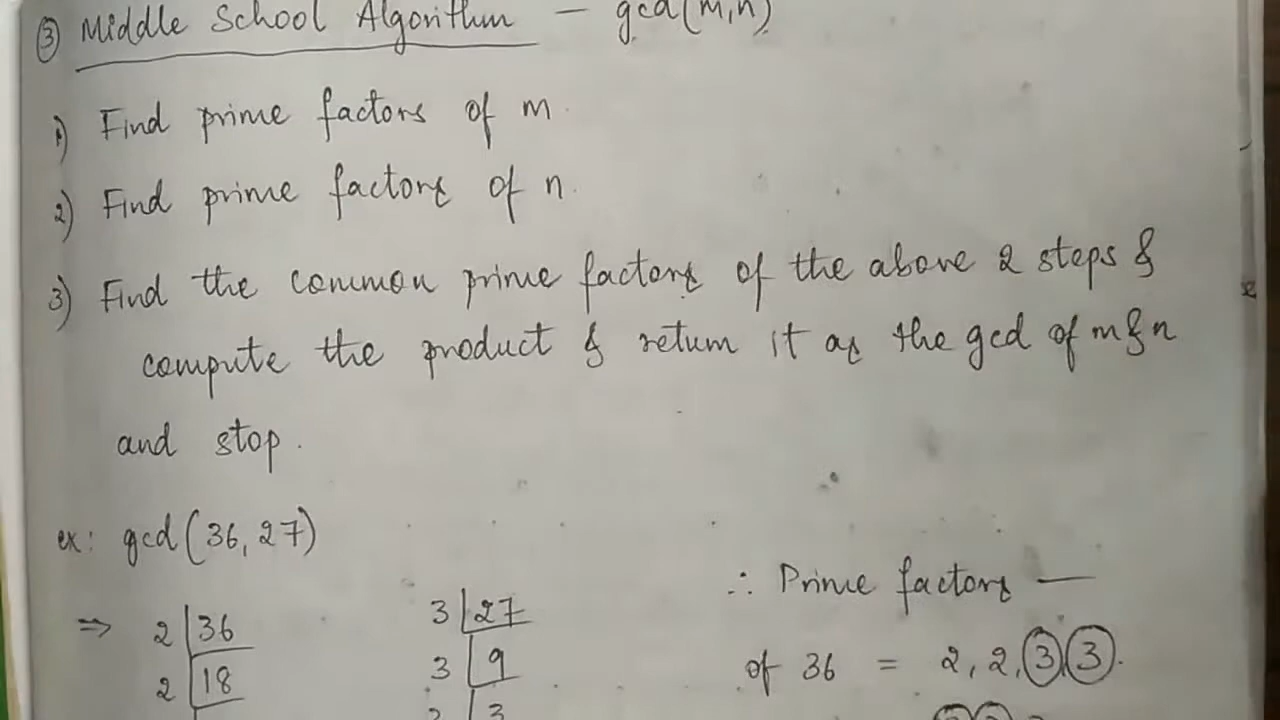 ③ Middle School Algorithm — gcd(m,n)
1) Find prime factors of m.
2) Find prime factors of n.
3) Find the common prime factors of the above 2 steps &
compute the product & return it as the gcd of m & n
and stop.
ex: gcd (36, 27)
∴ Prime factors —
⇒ 2 | 36
3 | 27
2 | 18
3 | 9
of 36 = 2, 2, ③, ③.
3